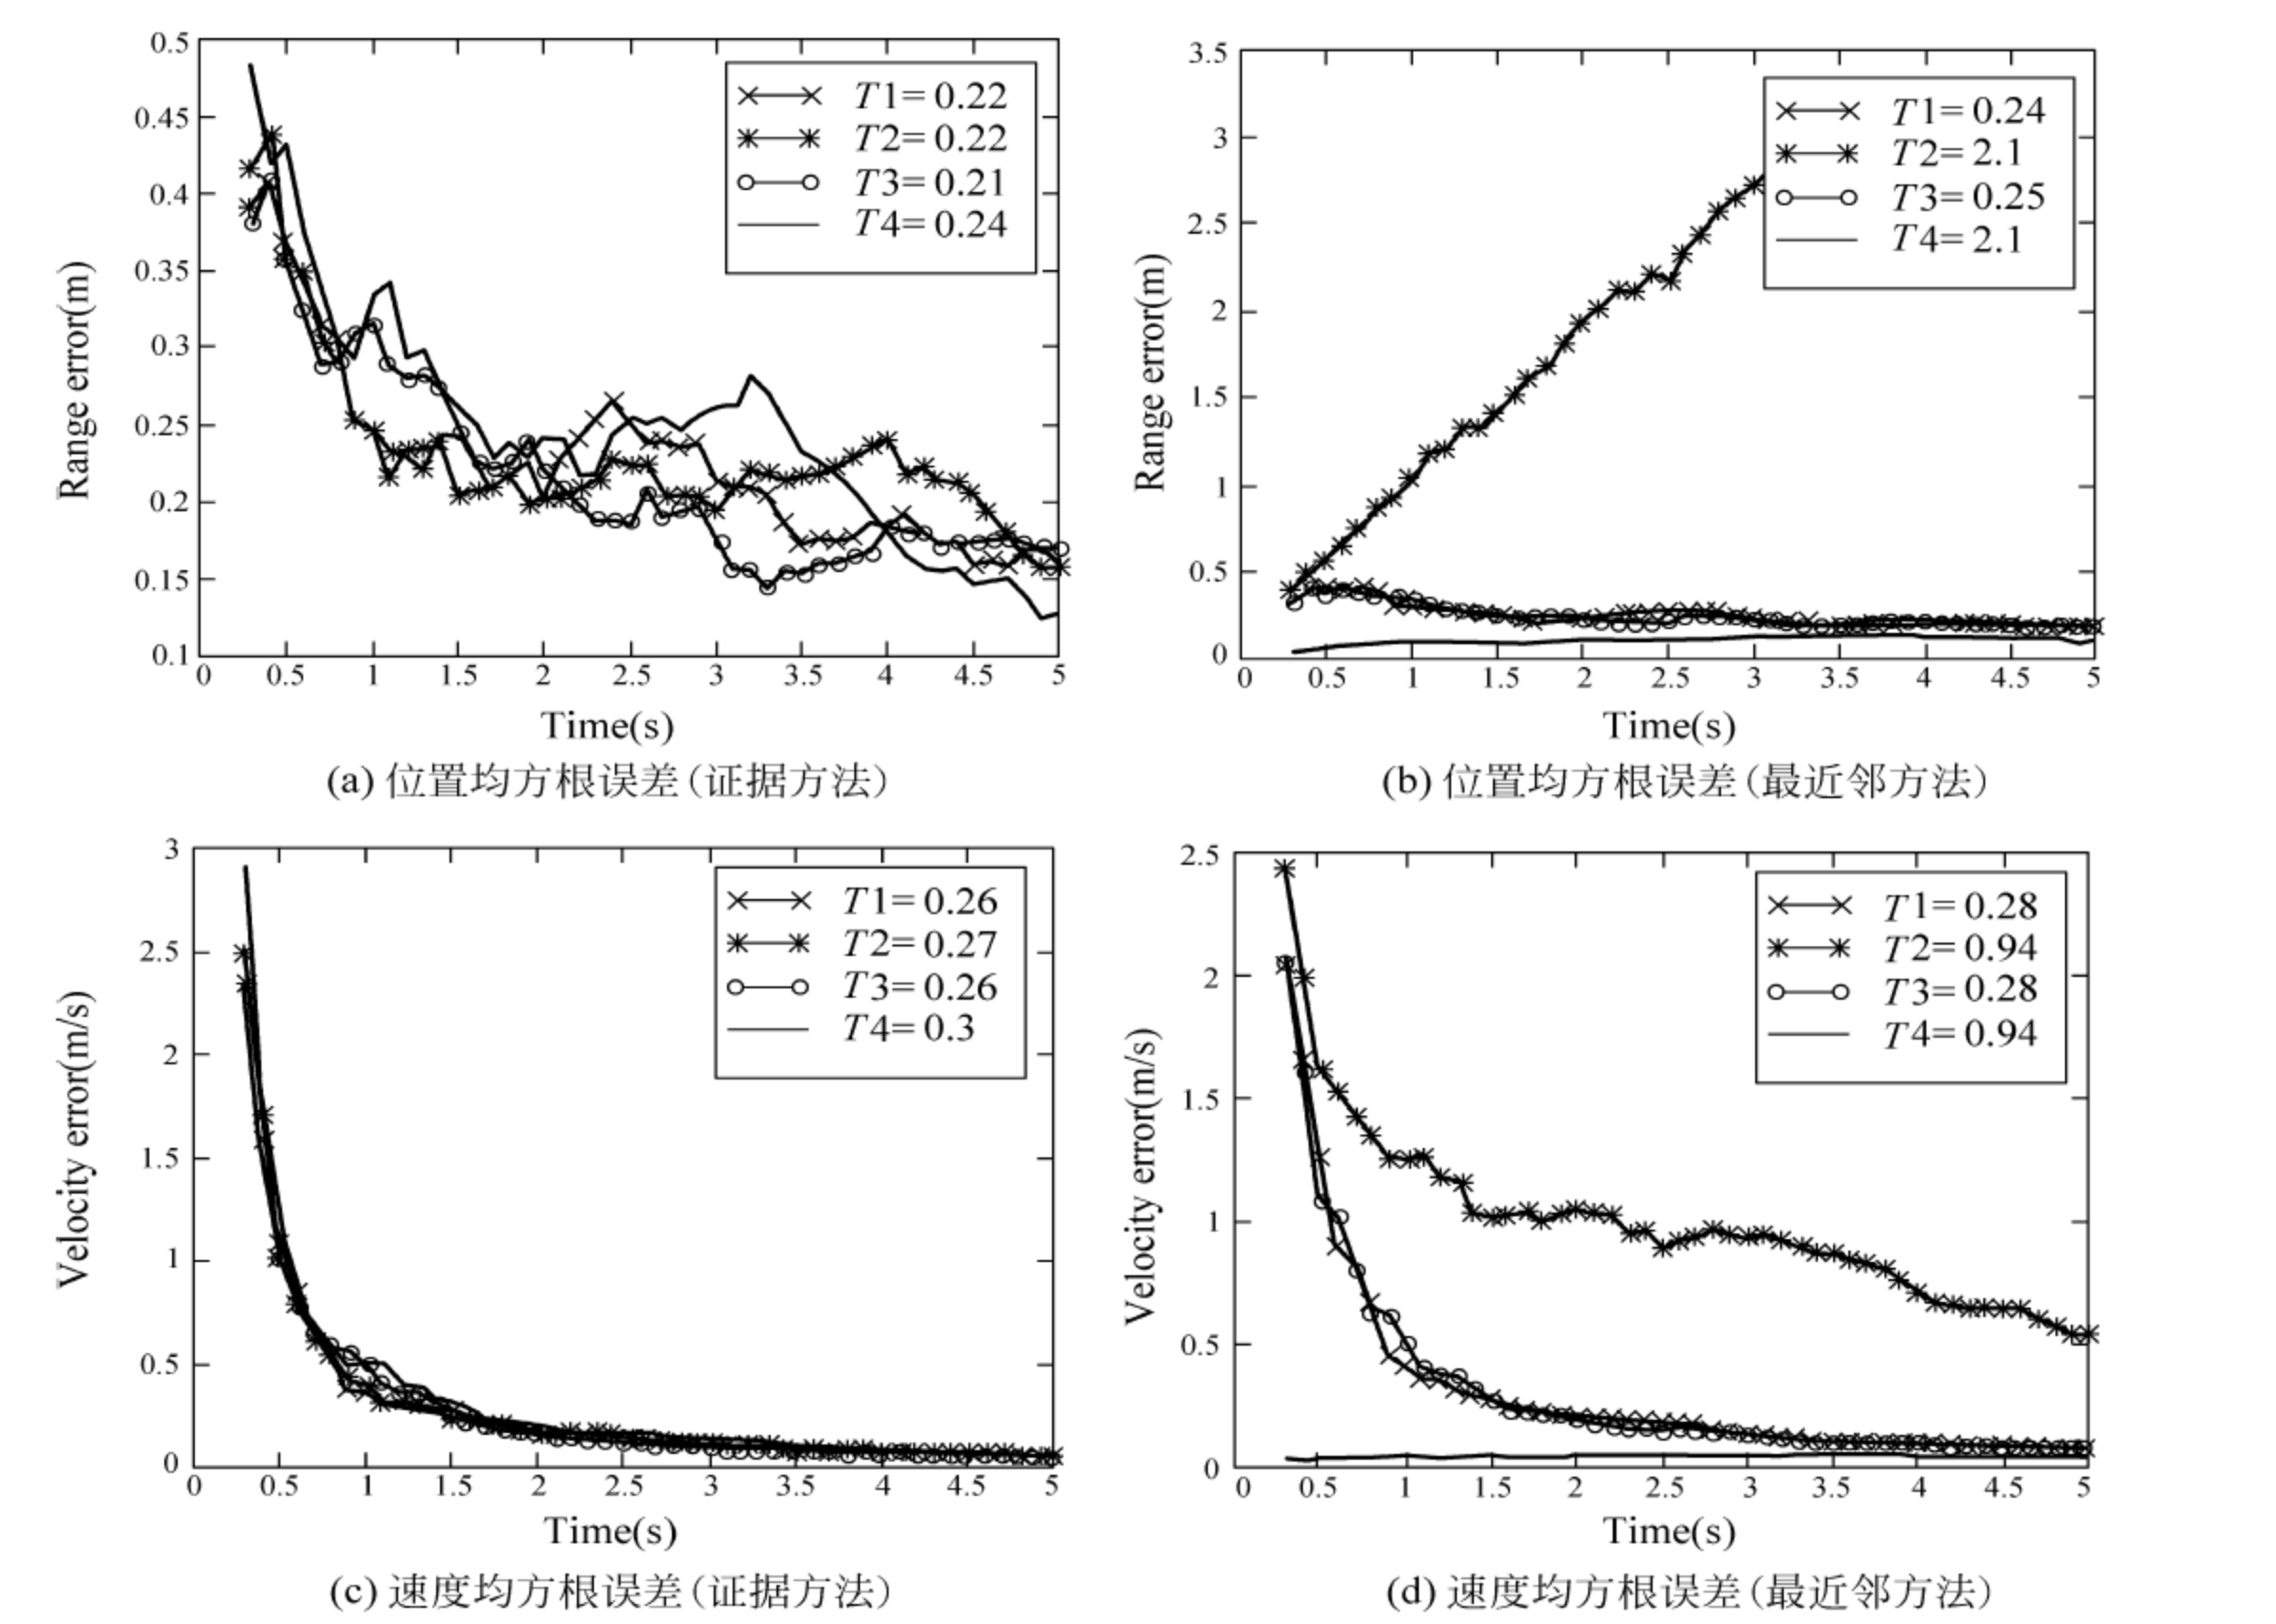 0.5
0.45
0.4
0.35
0.3
0.25
0.2
0.15
0.1
Range error(m)
T1= 0.22
T2= 0.22
T3= 0.21
T4= 0.24
0 0.5 1 1.5 2 2.5 3 3.5 4 4.5 5
Time(s)
(a) 位置均方根误差(证据方法)
3.5
3
2.5
2
1.5
1
0.5
0
Range error(m)
T1= 0.24
T2= 2.1
T3= 0.25
T4= 2.1
0 0.5 1 1.5 2 2.5 3 3.5 4 4.5 5
Time(s)
(b) 位置均方根误差(最近邻方法)
3
2.5
2
1.5
1
0.5
0
Velocity error(m/s)
T1= 0.26
T2= 0.27
T3= 0.26
T4= 0.3
0 0.5 1 1.5 2 2.5 3 3.5 4 4.5 5
Time(s)
(c) 速度均方根误差(证据方法)
2.5
2
1.5
1
0.5
0
Velocity error(m/s)
T1= 0.28
T2= 0.94
T3= 0.28
T4= 0.94
0 0.5 1 1.5 2 2.5 3 3.5 4 4.5 5
Time(s)
(d) 速度均方根误差(最近邻方法)